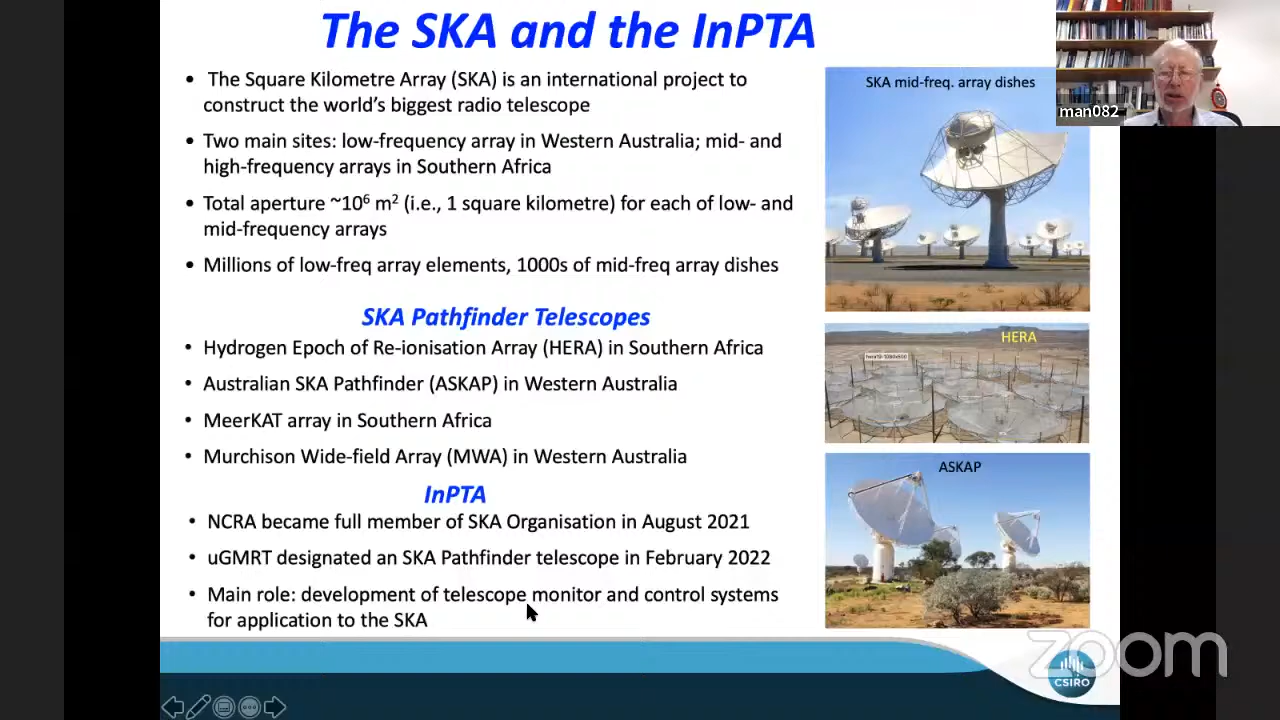 The SKA and the InPTA
• The Square Kilometre Array (SKA) is an international project to
construct the world's biggest radio telescope
• Two main sites: low-frequency array in Western Australia; mid- and
high-frequency arrays in Southern Africa
• Total aperture ~10⁶ m² (i.e., 1 square kilometre) for each of low- and
mid-frequency arrays
• Millions of low-freq array elements, 1000s of mid-freq array dishes
SKA Pathfinder Telescopes
• Hydrogen Epoch of Re-ionisation Array (HERA) in Southern Africa
• Australian SKA Pathfinder (ASKAP) in Western Australia
• MeerKAT array in Southern Africa
• Murchison Wide-field Array (MWA) in Western Australia
InPTA
• NCRA became full member of SKA Organisation in August 2021
• uGMRT designated an SKA Pathfinder telescope in February 2022
• Main role: development of telescope monitor and control systems
for application to the SKA
SKA mid-freq. array dishes
man082
HERA
ASKAP
zoom
CSIRO